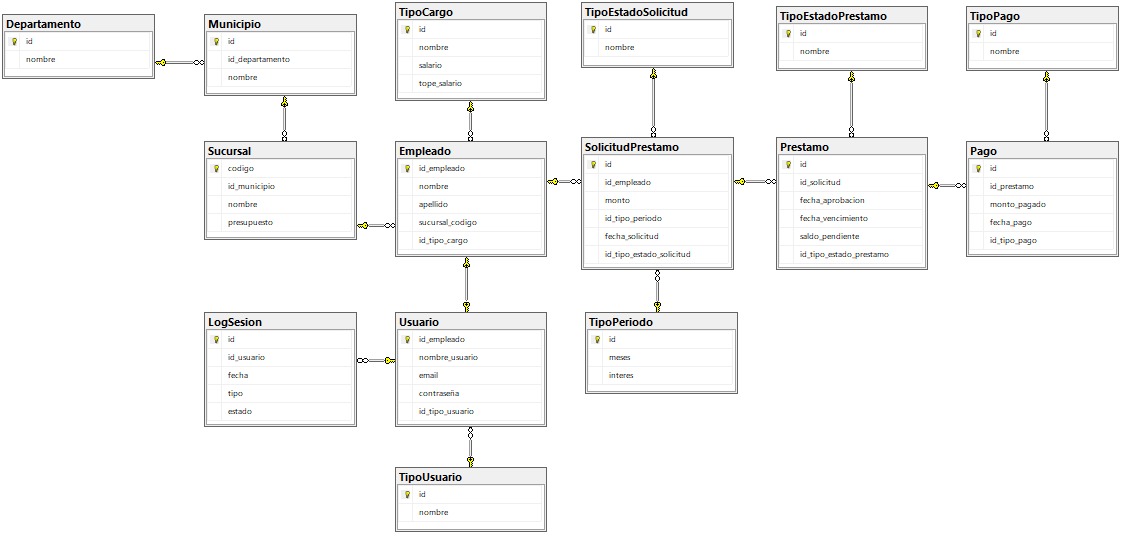 Departamento
id
nombre
Municipio
id
id_departamento
nombre
TipoCargo
id
nombre
salario
tope_salario
TipoEstadoSolicitud
id
nombre
TipoEstadoPrestamo
id
nombre
TipoPago
id
nombre
Sucursal
codigo
id_municipio
nombre
presupuesto
Empleado
id_empleado
nombre
apellido
sucursal_codigo
id_tipo_cargo
SolicitudPrestamo
id
id_empleado
monto
id_tipo_periodo
fecha_solicitud
id_tipo_estado_solicitud
Prestamo
id
id_solicitud
fecha_aprobacion
fecha_vencimiento
saldo_pendiente
id_tipo_estado_prestamo
Pago
id
id_prestamo
monto_pagado
fecha_pago
id_tipo_pago
LogSesion
id
id_usuario
fecha
tipo
estado
Usuario
id_empleado
nombre_usuario
email
contraseña
id_tipo_usuario
TipoPeriodo
id
meses
interes
TipoUsuario
id
nombre